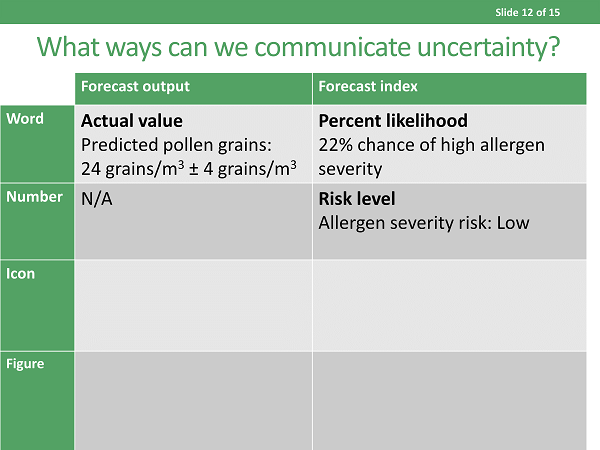 Slide 12 of 15
What ways can we communicate uncertainty?
Forecast output Forecast index
Word
Actual value
Predicted pollen grains:
24 grains/m³ ± 4 grains/m³
Percent likelihood
22% chance of high allergen
severity
Number
N/A
Risk level
Allergen severity risk: Low
Icon
Figure